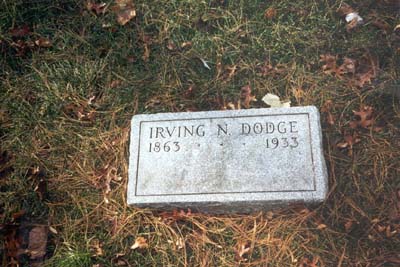 IRVING N. DODGE
1863 · · · 1933